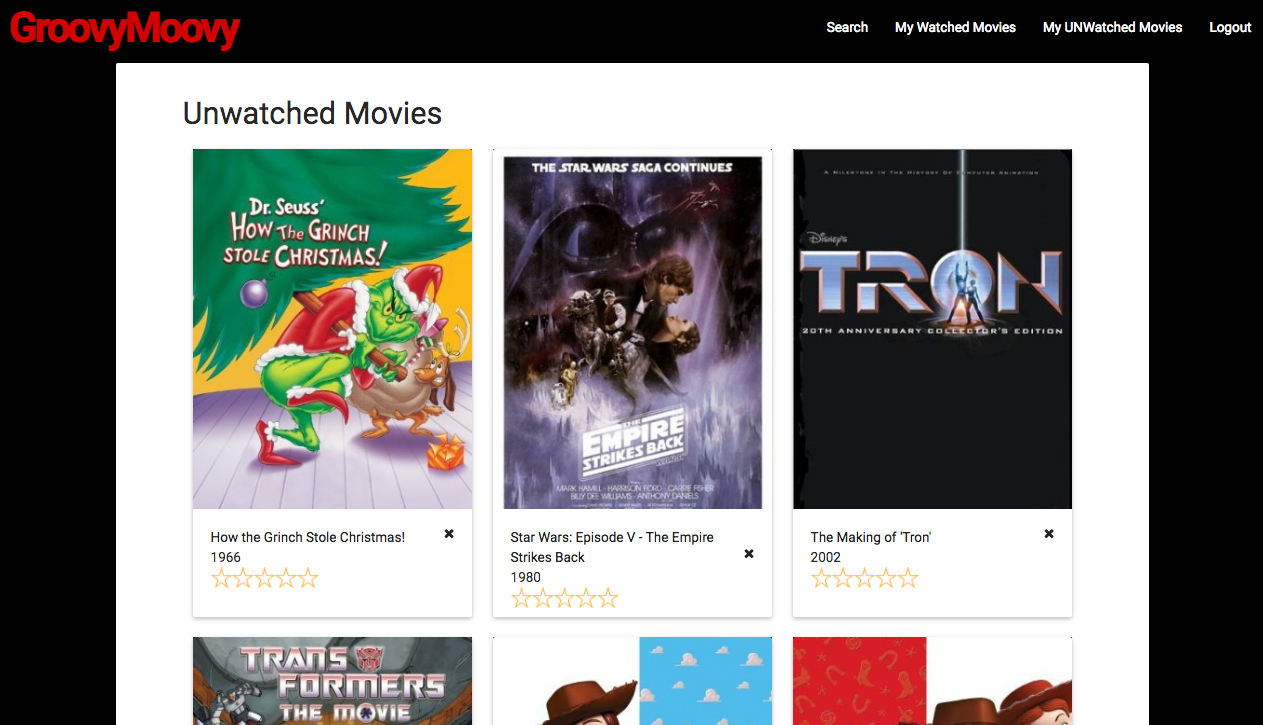 GroovyMoovy
Search
My Watched Movies
My UNWatched Movies
Logout
Unwatched Movies
Dr. Seuss'
HOW THE GRINCH
STOLE CHRISTMAS!
THE STAR WARS SAGA CONTINUES
THE
EMPIRE
STRIKES BACK
MARK HAMILL · HARRISON FORD · CARRIE FISHER
BILLY DEE WILLIAMS · ANTHONY DANIELS
A MILESTONE IN THE HISTORY OF COMPUTER ANIMATION
DISNEY'S
TRON
20TH ANNIVERSARY COLLECTOR'S EDITION
How the Grinch Stole Christmas!
1966
Star Wars: Episode V - The Empire
Strikes Back
1980
The Making of 'Tron'
2002
TRANS
FORMERS
THE MOVIE